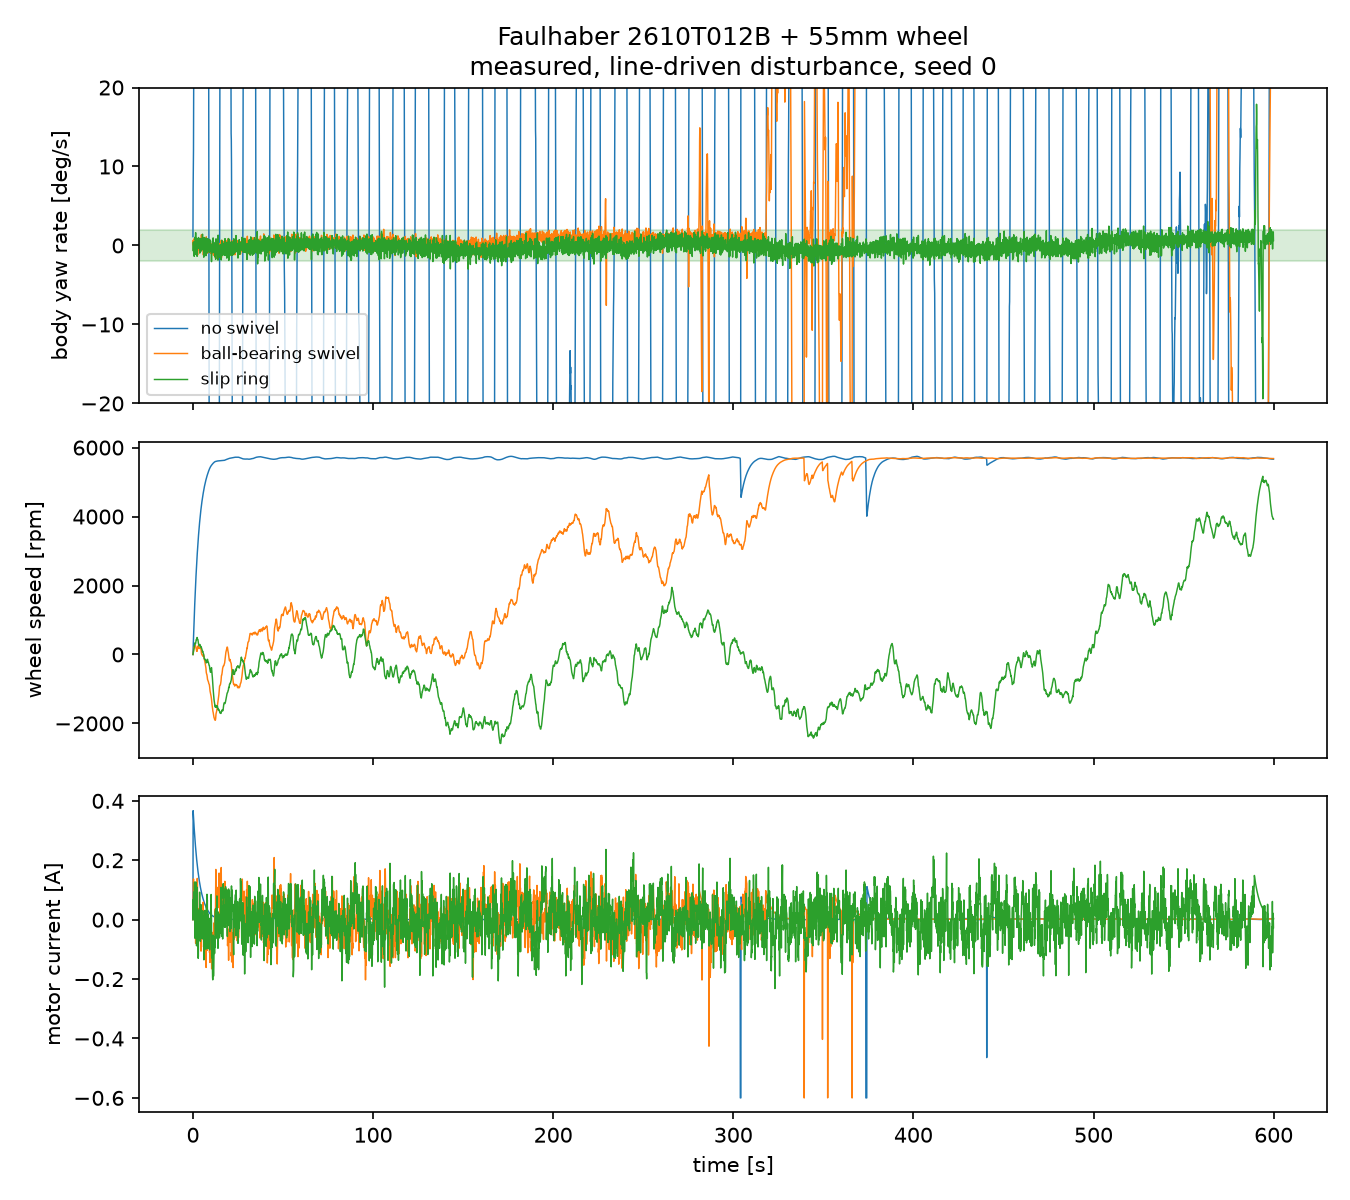 Faulhaber 2610T012B + 55mm wheel
measured, line-driven disturbance, seed 0
body yaw rate [deg/s]
20
10
0
−10
−20
no swivel
ball-bearing swivel
slip ring
wheel speed [rpm]
6000
4000
2000
0
−2000
motor current [A]
0.4
0.2
0.0
−0.2
−0.4
−0.6
0 100 200 300 400 500 600
time [s]